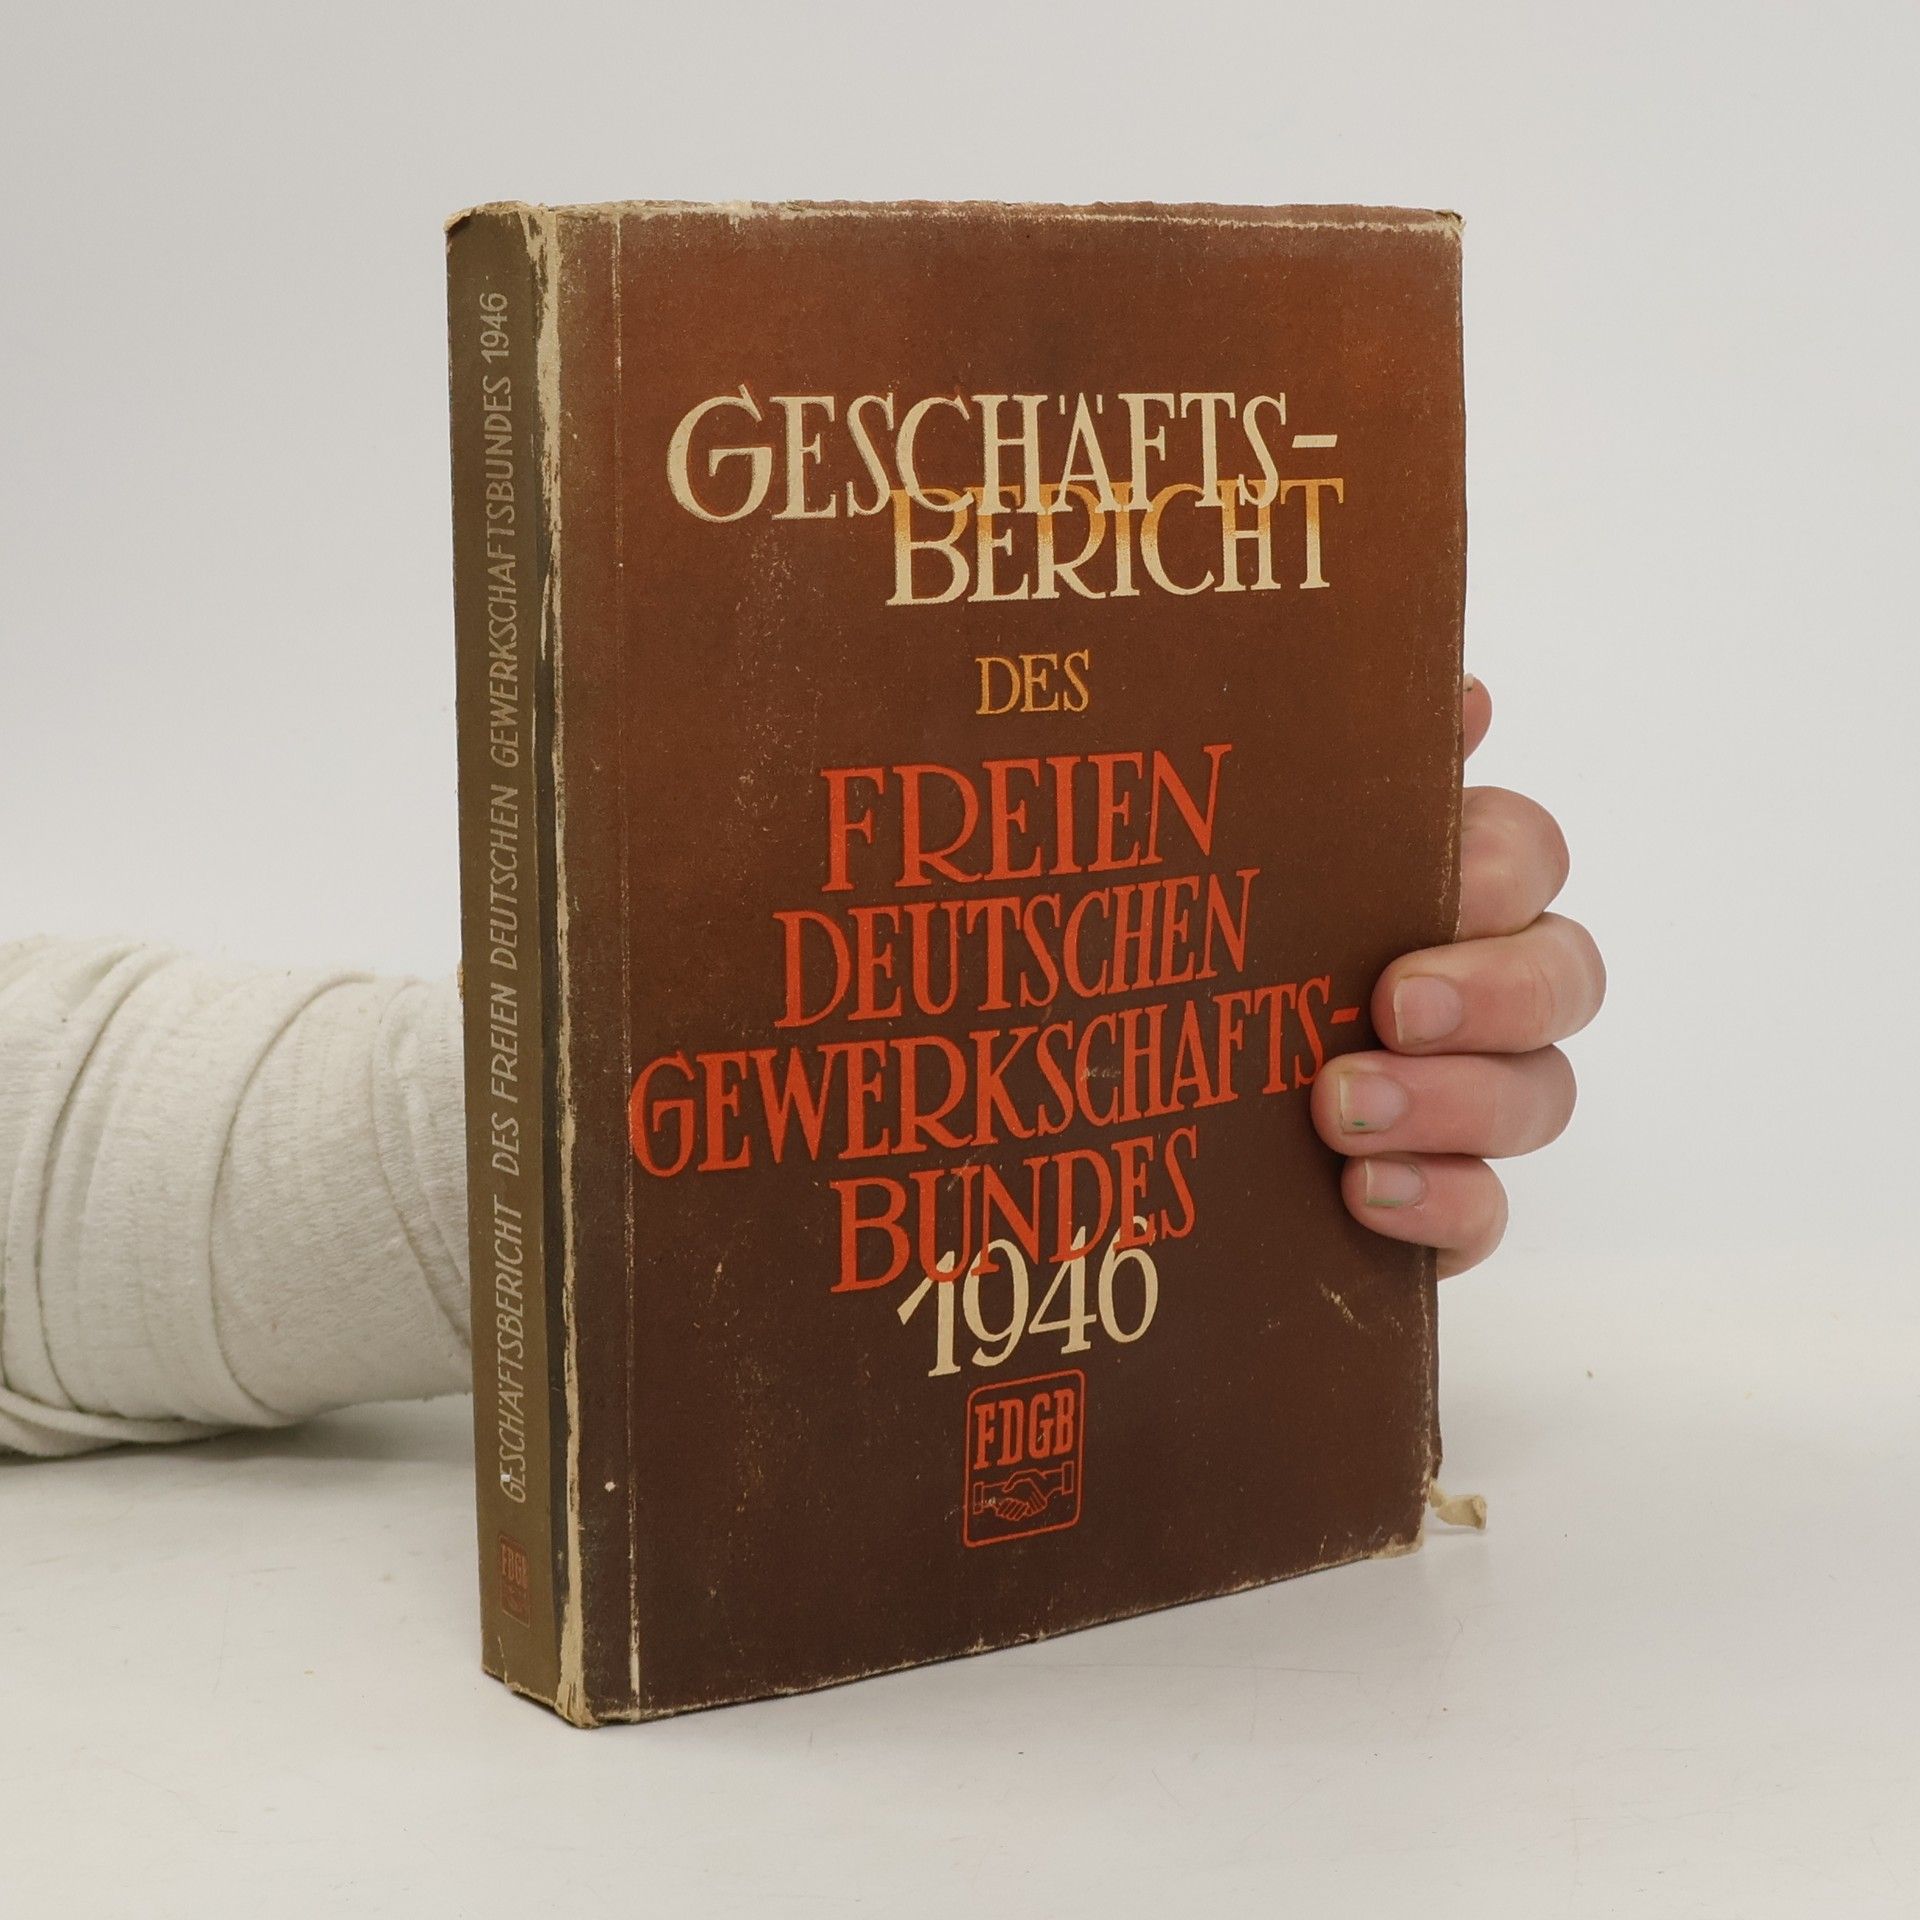 GESCHÄFTSBERICHT DES FREIEN DEUTSCHEN GEWERKSCHAFTSBUNDES 1946
FDGB
GESCHÄFTS-
BERICHT
DES
FREIEN
DEUTSCHEN
GEWERKSCHAFTS-
BUNDES
1946
FDGB